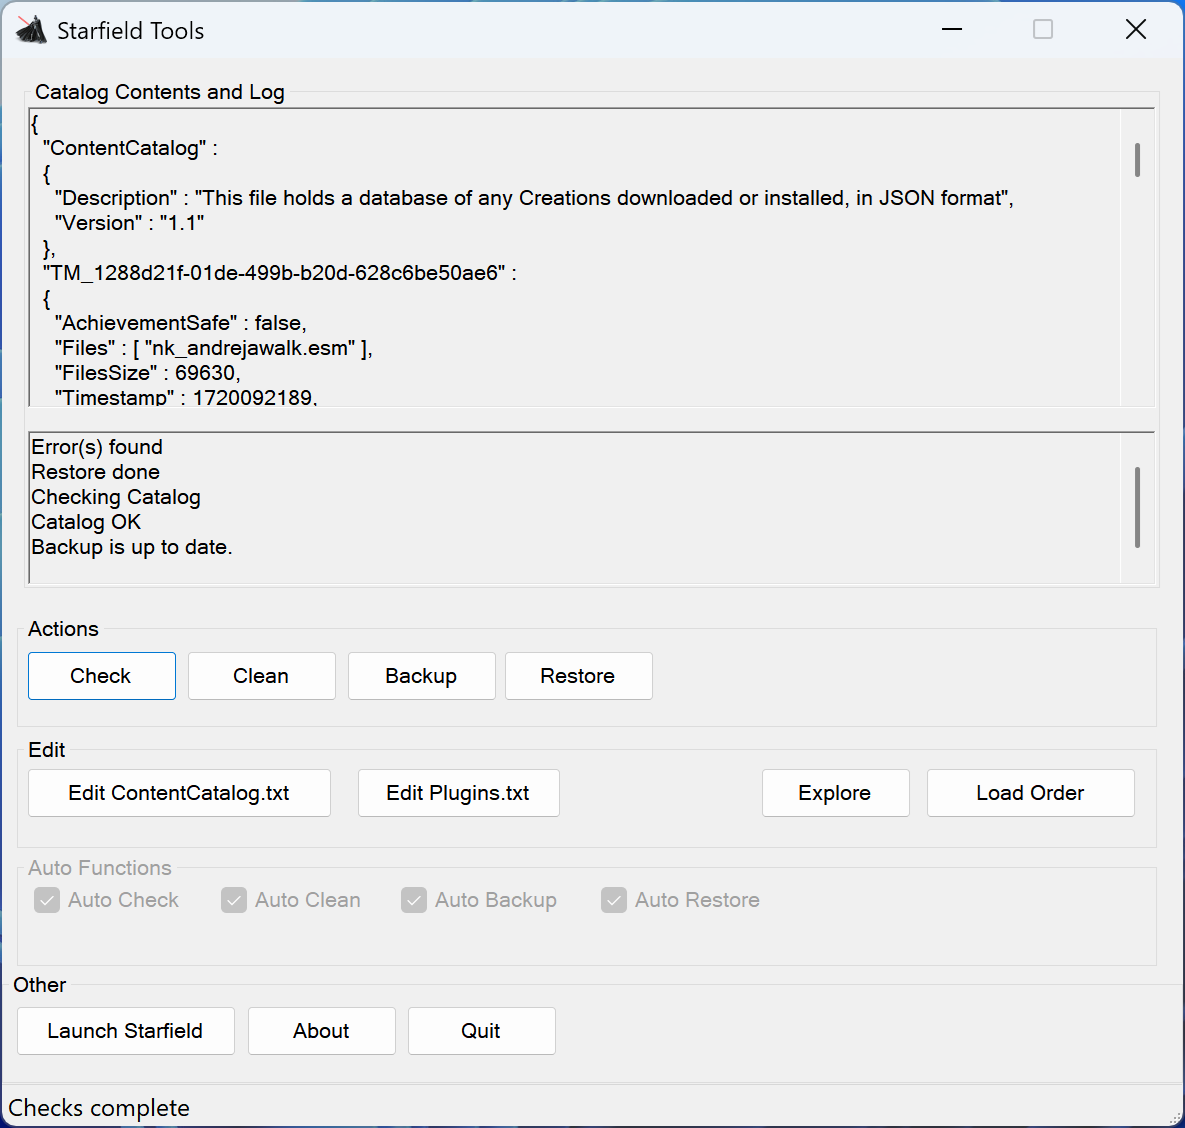 Starfield Tools
Catalog Contents and Log
{
"ContentCatalog" :
{
"Description" : "This file holds a database of any Creations downloaded or installed, in JSON format",
"Version" : "1.1"
},
"TM_1288d21f-01de-499b-b20d-628c6be50ae6" :
{
"AchievementSafe" : false,
"Files" : [ "nk_andrejawalk.esm" ],
"FilesSize" : 69630,
"Timestamp" : 1720092189,
Error(s) found
Restore done
Checking Catalog
Catalog OK
Backup is up to date.
Actions
Check Clean Backup Restore
Edit
Edit ContentCatalog.txt Edit Plugins.txt Explore Load Order
Auto Functions
Auto Check Auto Clean Auto Backup Auto Restore
Other
Launch Starfield About Quit
Checks complete